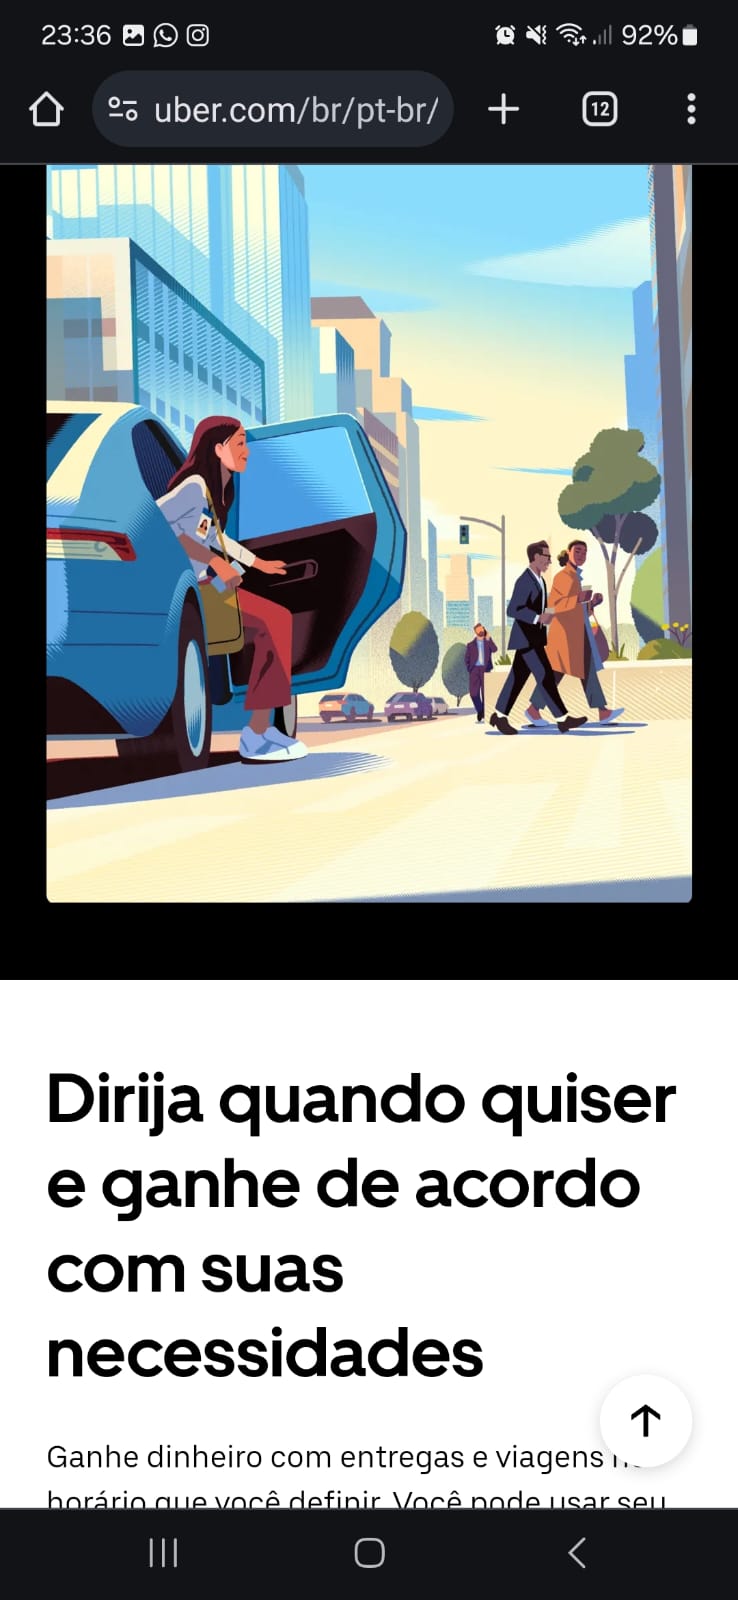 23:36
92%
uber.com/br/pt-br/
12
Dirija quando quiser
e ganhe de acordo
com suas
necessidades
Ganhe dinheiro com entregas e viagens
horário que você definir. Você pode usar seu